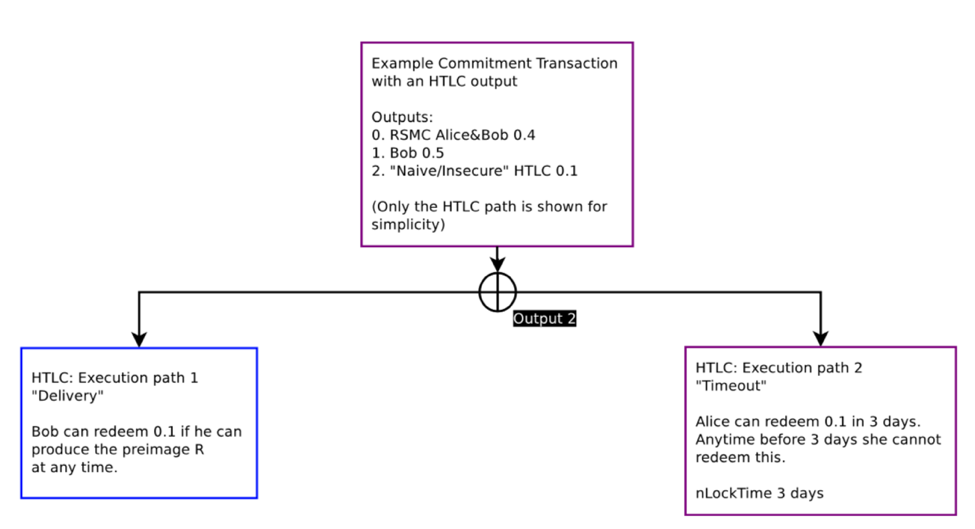 Example Commitment Transaction
with an HTLC output
Outputs:
0. RSMC Alice&Bob 0.4
1. Bob 0.5
2. "Naive/Insecure" HTLC 0.1
(Only the HTLC path is shown for
simplicity)
Output 2
HTLC: Execution path 1
"Delivery"
Bob can redeem 0.1 if he can
produce the preimage R
at any time.
HTLC: Execution path 2
"Timeout"
Alice can redeem 0.1 in 3 days.
Anytime before 3 days she cannot
redeem this.
nLockTime 3 days